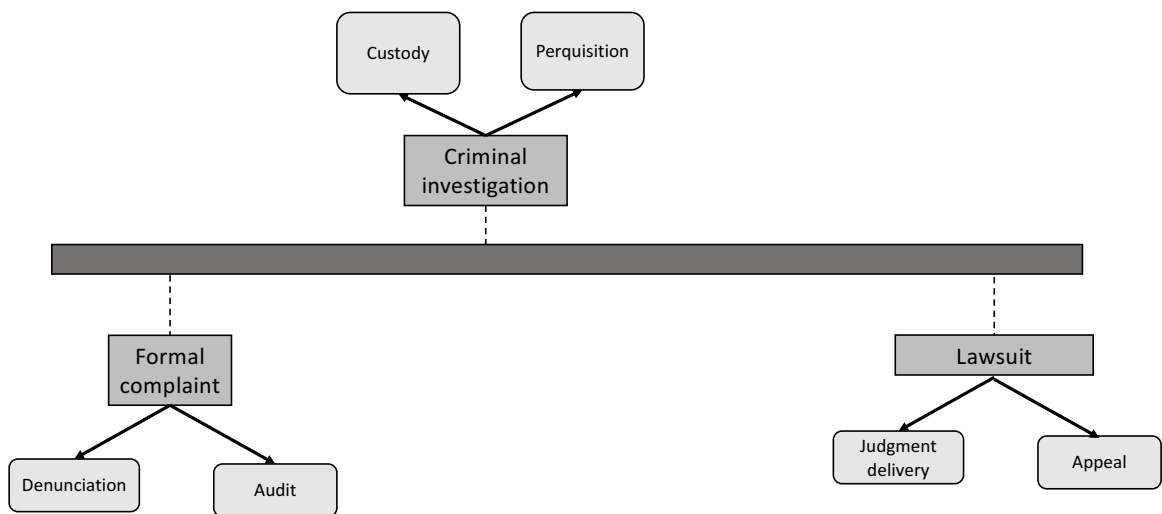 Custody
Perquisition
Criminal
investigation
Formal
complaint
Lawsuit
Denunciation
Audit
Judgment
delivery
Appeal